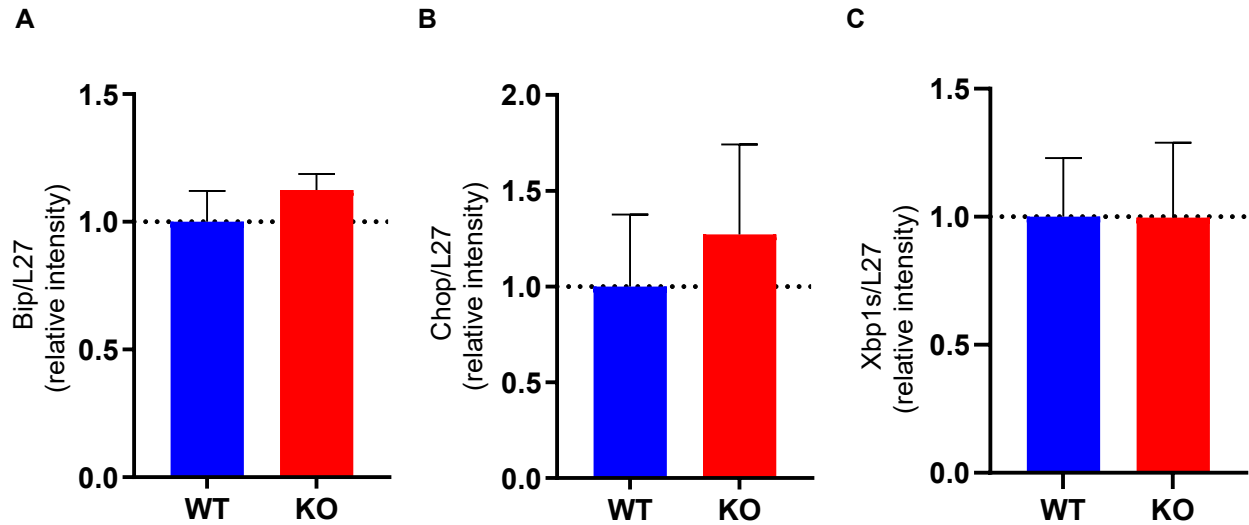 A
Bip/L27
(relative intensity)
1.5
1.0
0.5
0.0
WT KO
B
Chop/L27
(relative intensity)
2.0
1.5
1.0
0.5
0.0
WT KO
C
Xbp1s/L27
(relative intensity)
1.5
1.0
0.5
0.0
WT KO